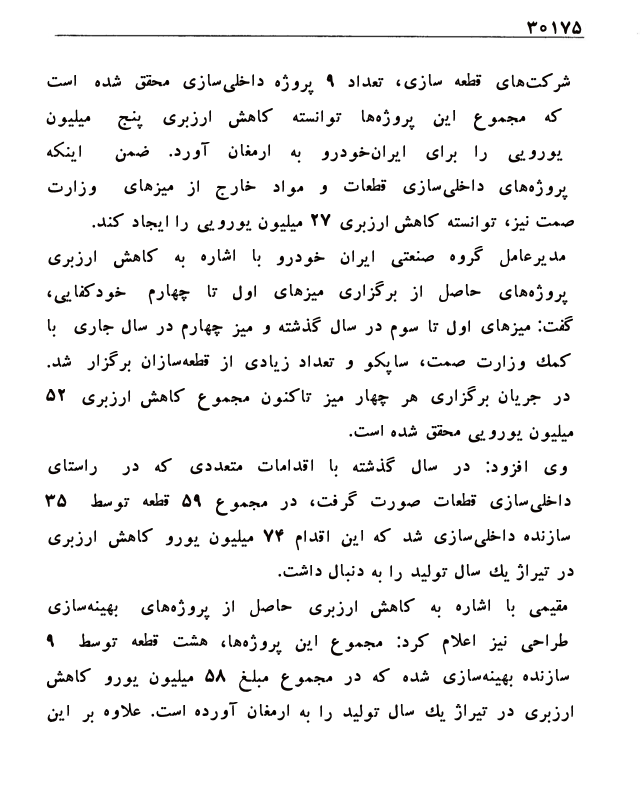 ۳۰۱۷۵
شرکت‌های قطعه سازی، تعداد ۹ پروژه داخلی‌سازی محقق شده است
که مجموع این پروژه‌ها توانسته کاهش ارزبری پنج میلیون
یورویی را برای ایران‌خودرو به ارمغان آورد. ضمن اینکه
پروژه‌های داخلی‌سازی قطعات و مواد خارج از میزهای وزارت
صمت نیز، توانسته کاهش ارزبری ۲۷ میلیون یورویی را ایجاد کند.
مدیرعامل گروه صنعتی ایران خودرو با اشاره به کاهش ارزبری
پروژه‌های حاصل از برگزاری میزهای اول تا چهارم خودکفایی،
گفت: میزهای اول تا سوم در سال گذشته و میز چهارم در سال جاری با
کمک وزارت صمت، ساپکو و تعداد زیادی از قطعه‌سازان برگزار شد.
در جریان برگزاری هر چهار میز تاکنون مجموع کاهش ارزبری ۵۲
میلیون یورویی محقق شده است.
وی افزود: در سال گذشته با اقدامات متعددی که در راستای
داخلی‌سازی قطعات صورت گرفت، در مجموع ۵۹ قطعه توسط ۳۵
سازنده داخلی‌سازی شد که این اقدام ۷۴ میلیون یورو کاهش ارزبری
در تیراژ یک سال تولید را به دنبال داشت.
مقیمی با اشاره به کاهش ارزبری حاصل از پروژه‌های بهینه‌سازی
طراحی نیز اعلام کرد: مجموع این پروژه‌ها، هشت قطعه توسط ۹
سازنده بهینه‌سازی شده که در مجموع مبلغ ۵۸ میلیون یورو کاهش
ارزبری در تیراژ یک سال تولید را به ارمغان آورده است. علاوه بر این